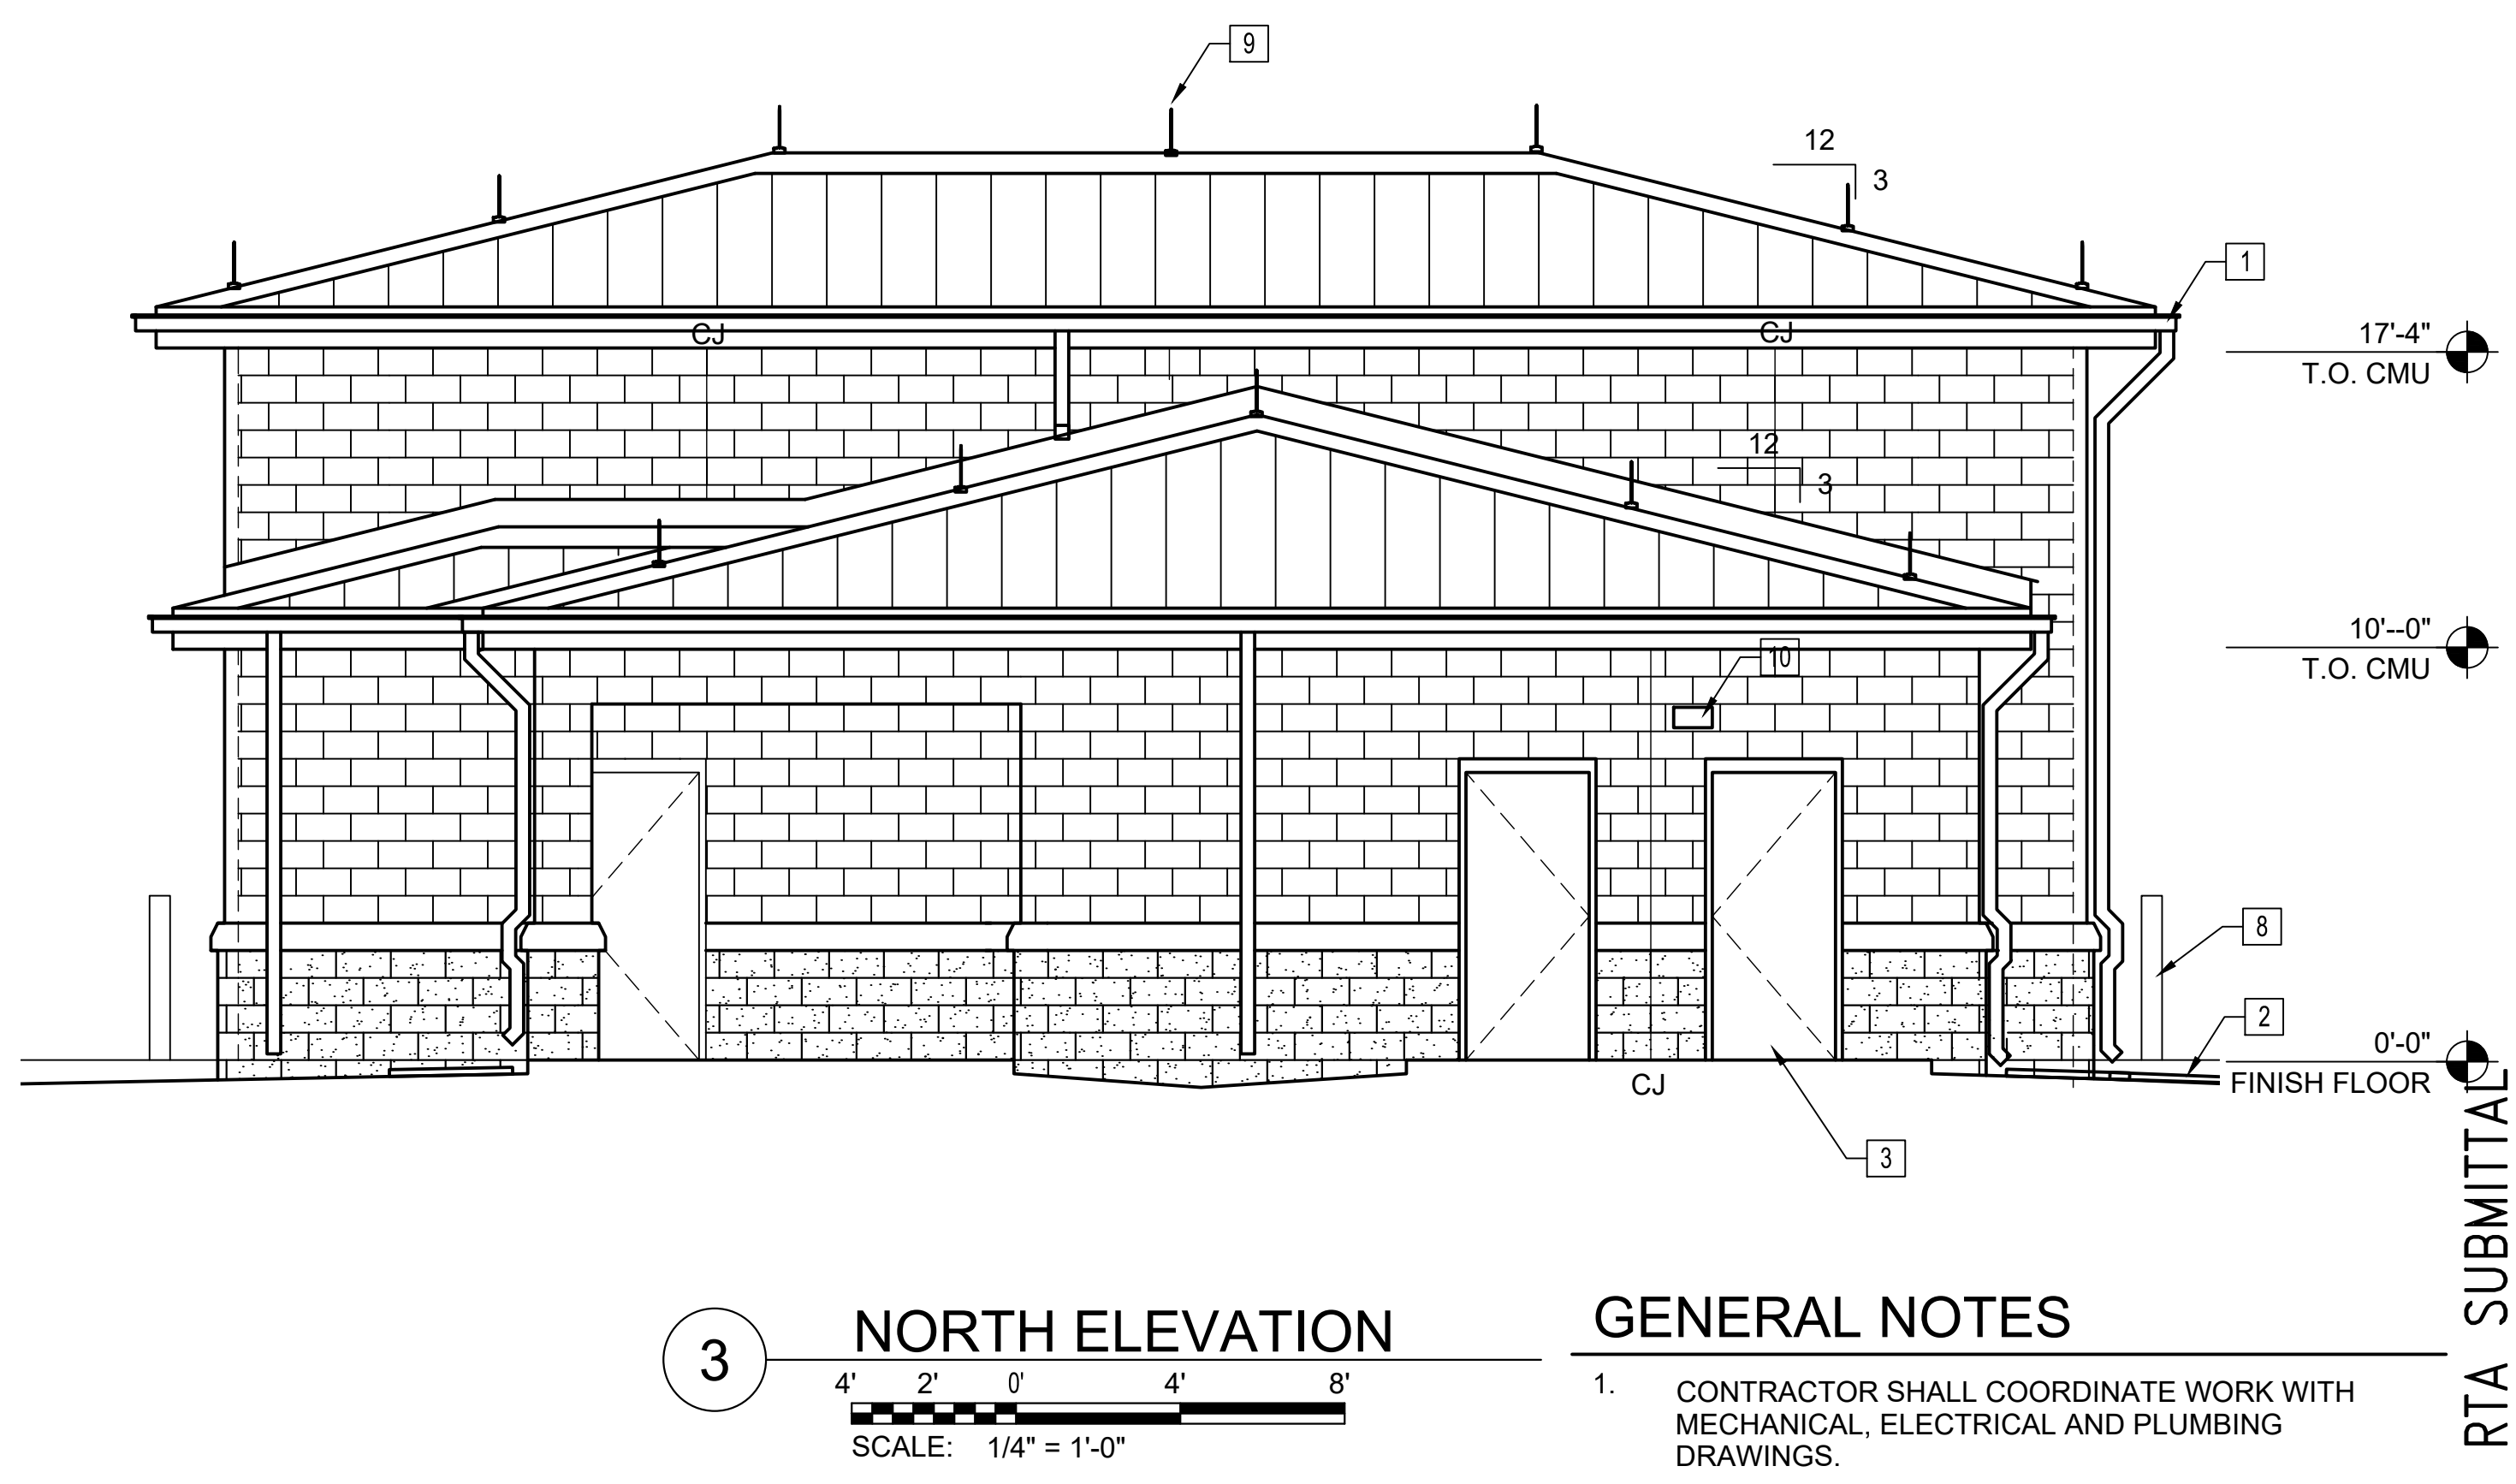 9
12
3
1
CJ
CJ
17'-4"
T.O. CMU
12
3
10'--0"
T.O. CMU
10
8
2
0'-0"
FINISH FLOOR
CJ
3
RTA SUBMITTAL
3
NORTH ELEVATION
4' 2' 0' 4' 8'
SCALE: 1/4" = 1'-0"
GENERAL NOTES
1. CONTRACTOR SHALL COORDINATE WORK WITH
MECHANICAL, ELECTRICAL AND PLUMBING
DRAWINGS.